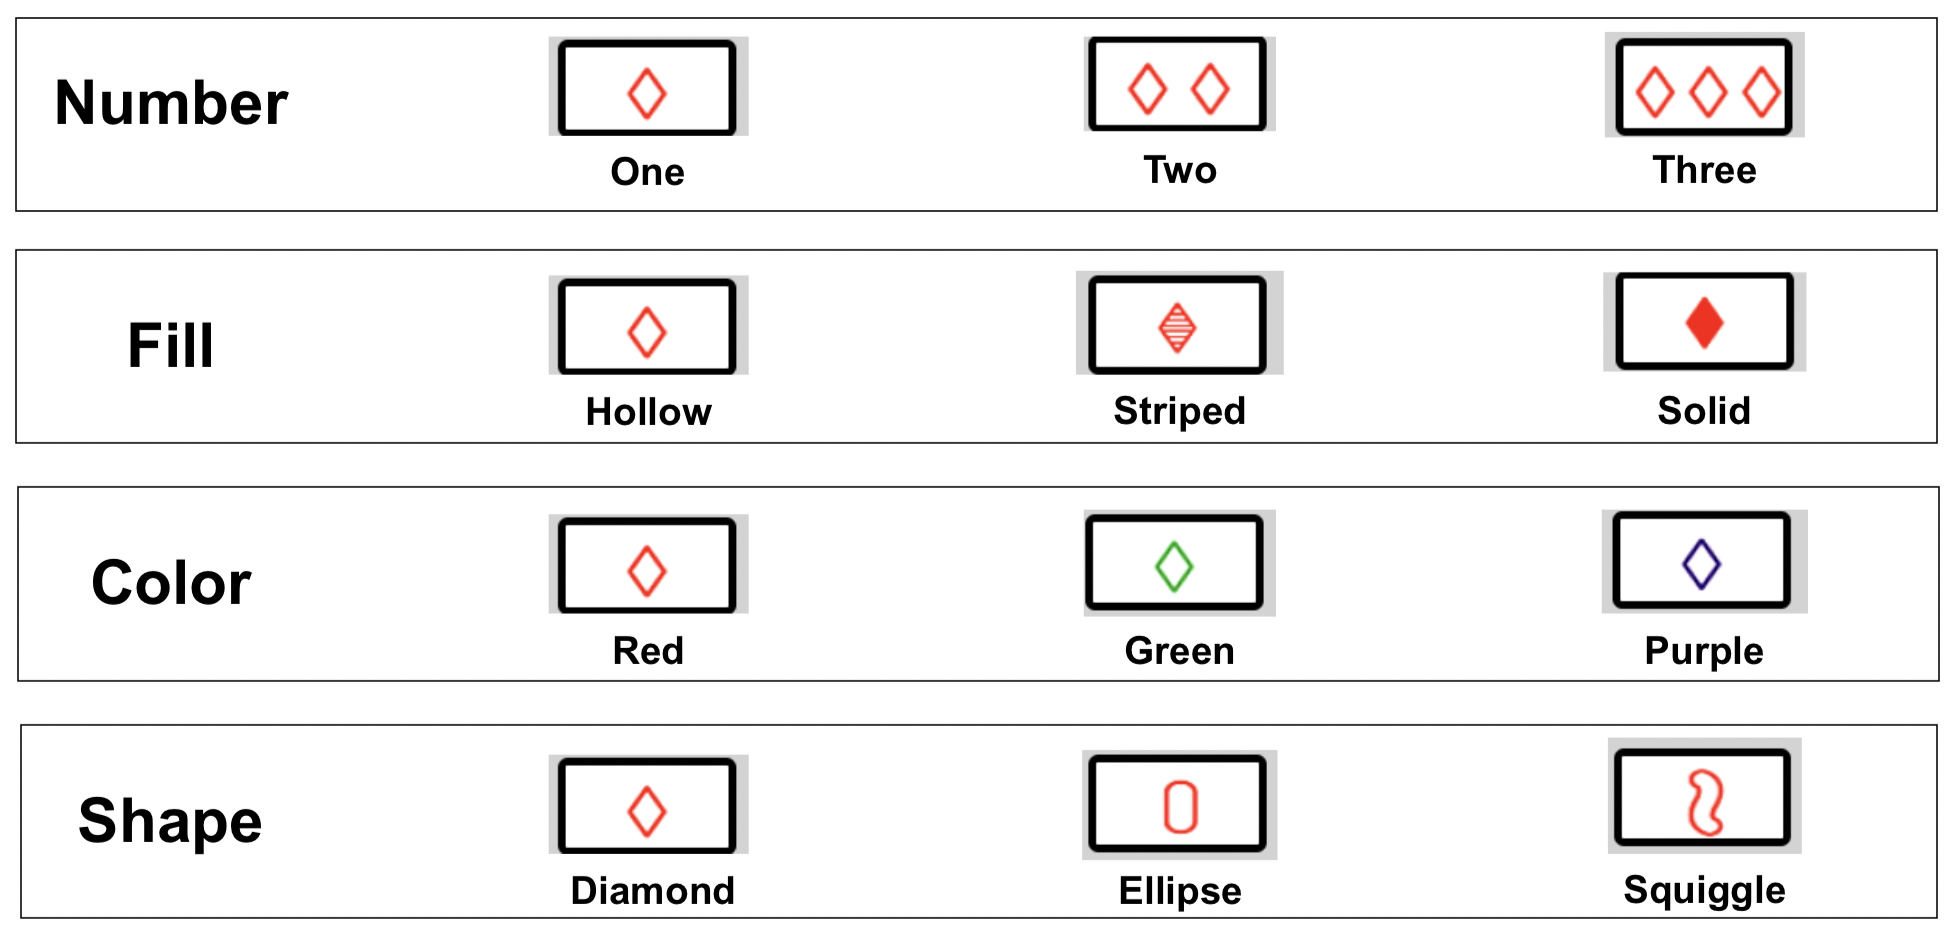 Number
One
Two
Three
Fill
Hollow
Striped
Solid
Color
Red
Green
Purple
Shape
Diamond
Ellipse
Squiggle